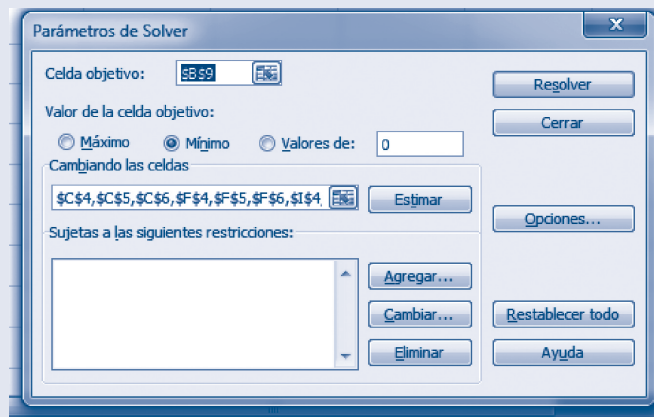 Parámetros de Solver
x
Celda objetivo: $B$9
Resolver
Valor de la celda objetivo:
Cerrar
Máximo Mínimo Valores de: 0
Cambiando las celdas
$C$4,$C$5,$C$6,$F$4,$F$5,$F$6,$I$4, Estimar
Opciones...
Sujetas a las siguientes restricciones:
Agregar...
Cambiar... Restablecer todo
Eliminar Ayuda